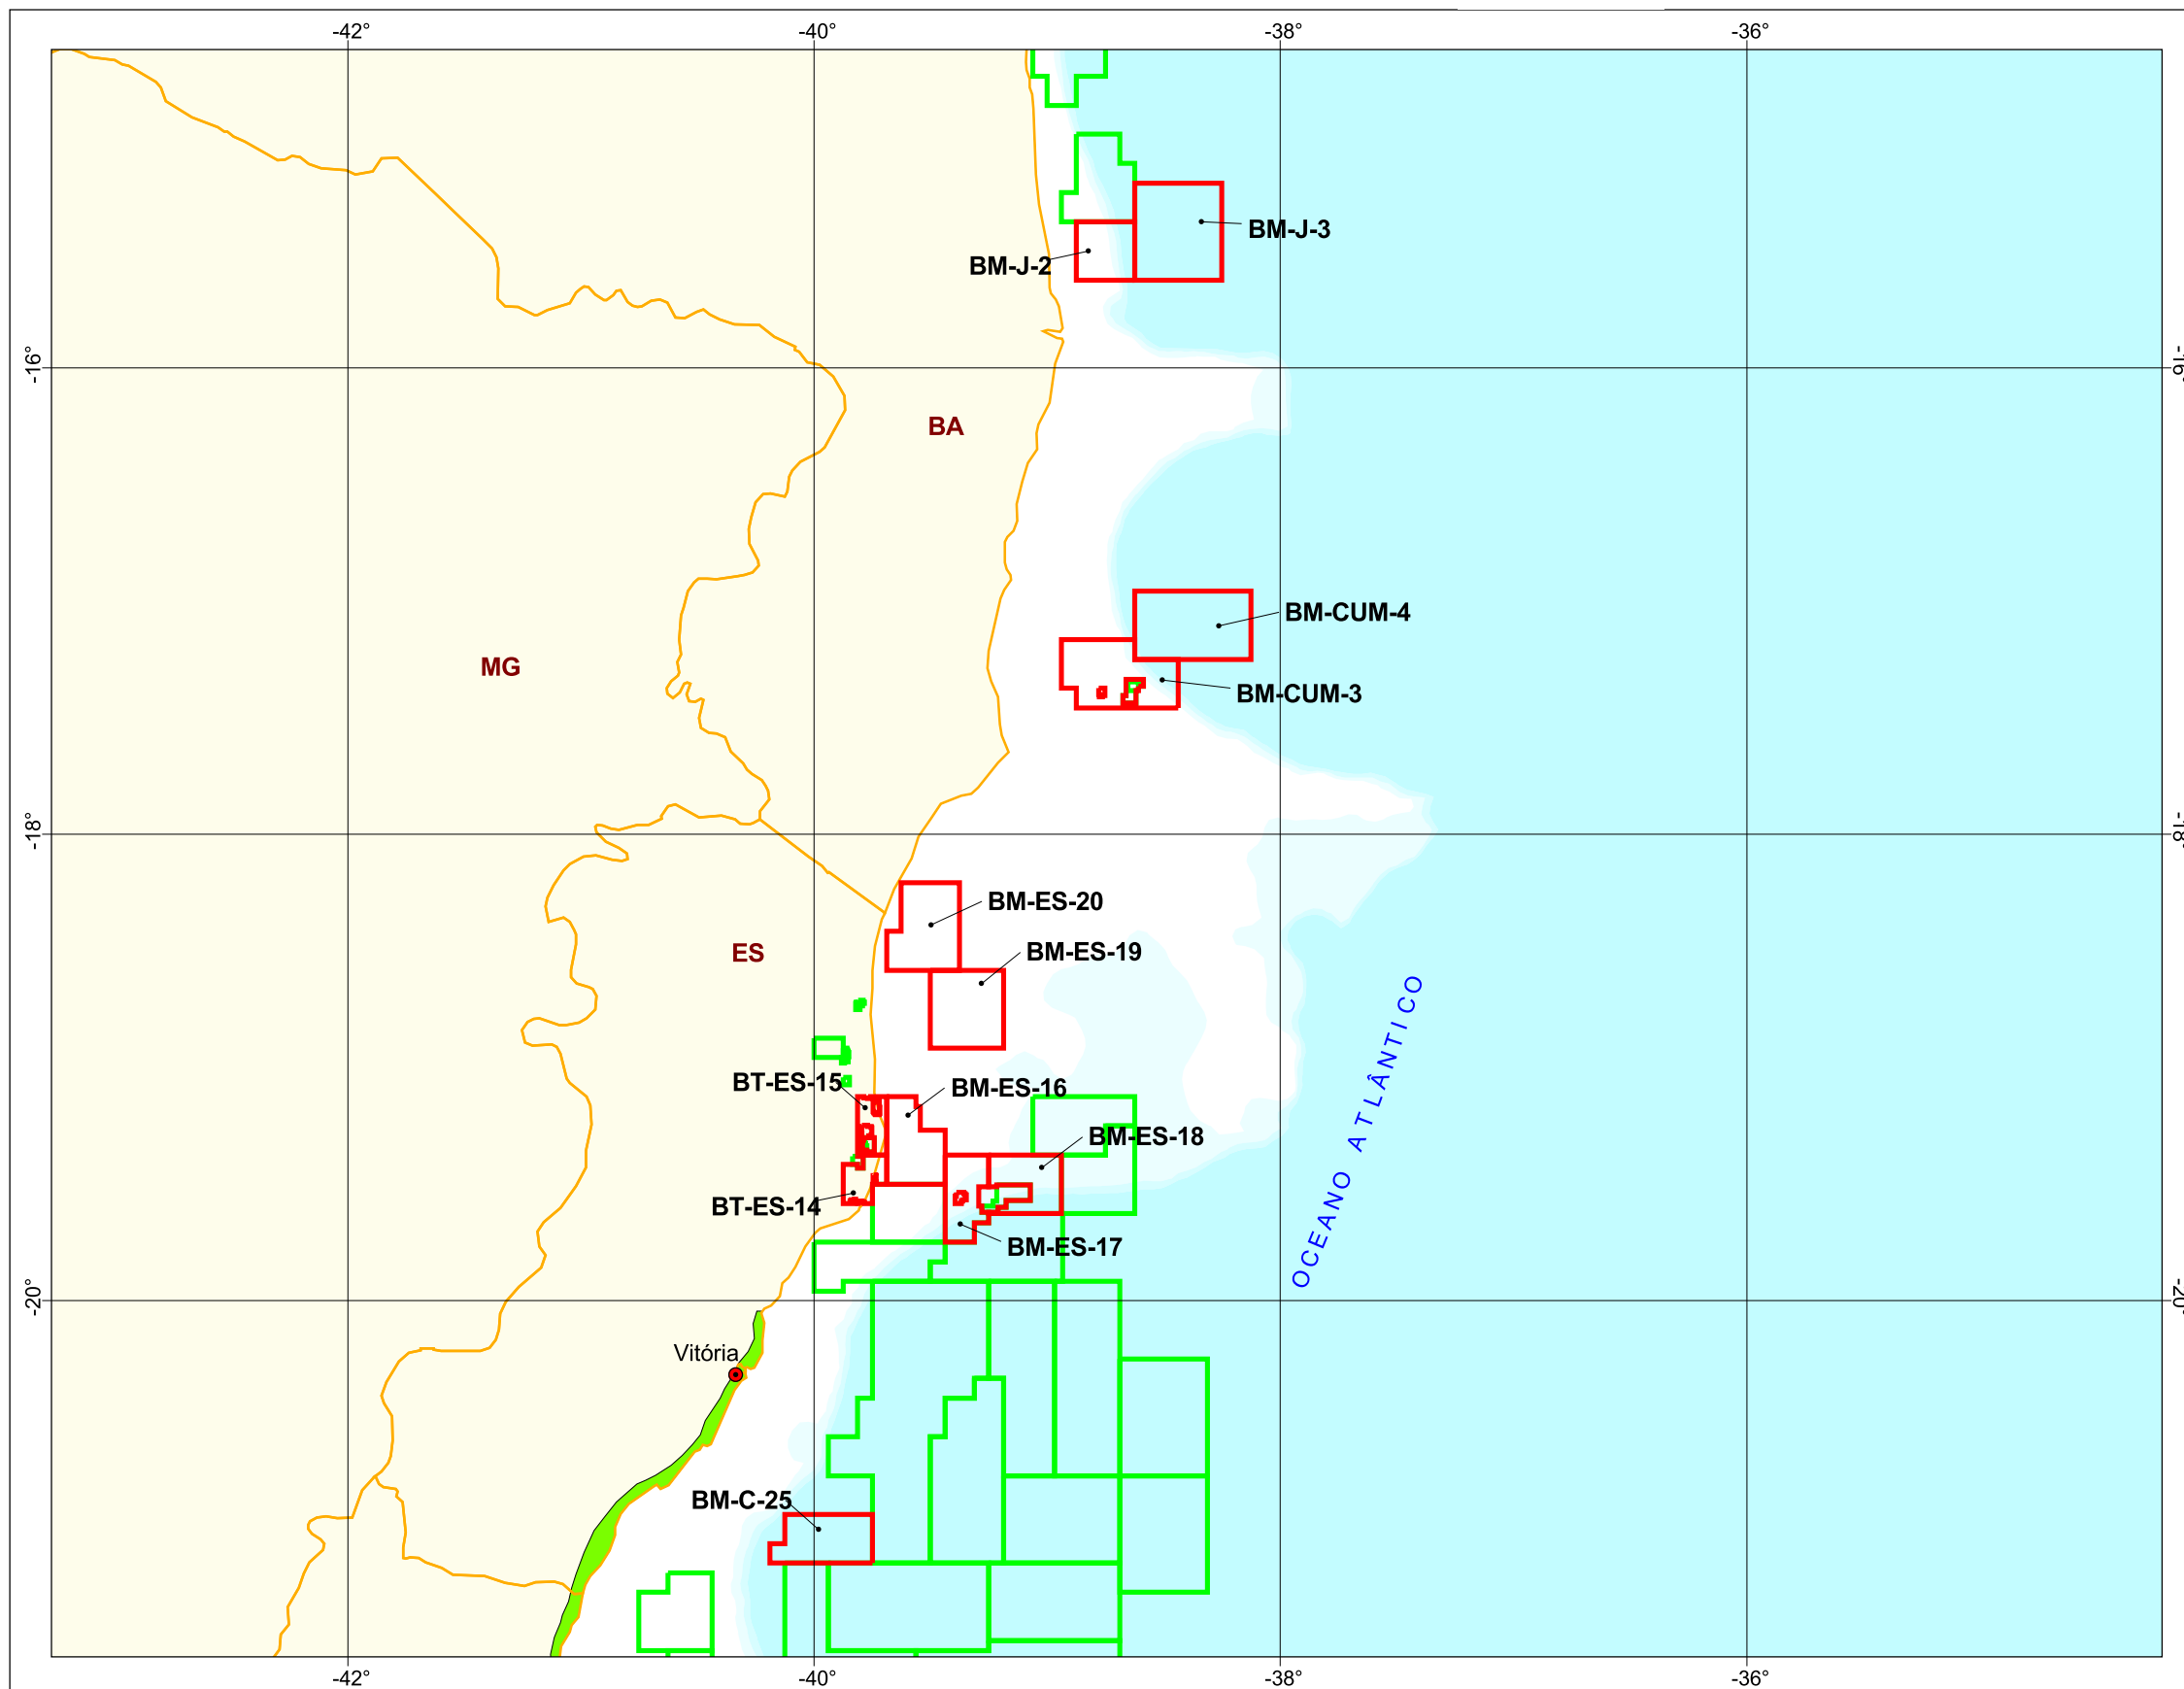 -42° -40° -38° -36°
BM-J-3
BM-J-2
-16° -16°
BA
BM-CUM-4
MG
BM-CUM-3
-18° -18°
BM-ES-20
BM-ES-19
ES
BT-ES-15
BM-ES-16
BM-ES-18
OCEANO ATLÂNTICO
BT-ES-14
BM-ES-17
-20° -20°
Vitória
BM-C-25
-42° -40° -38° -36°